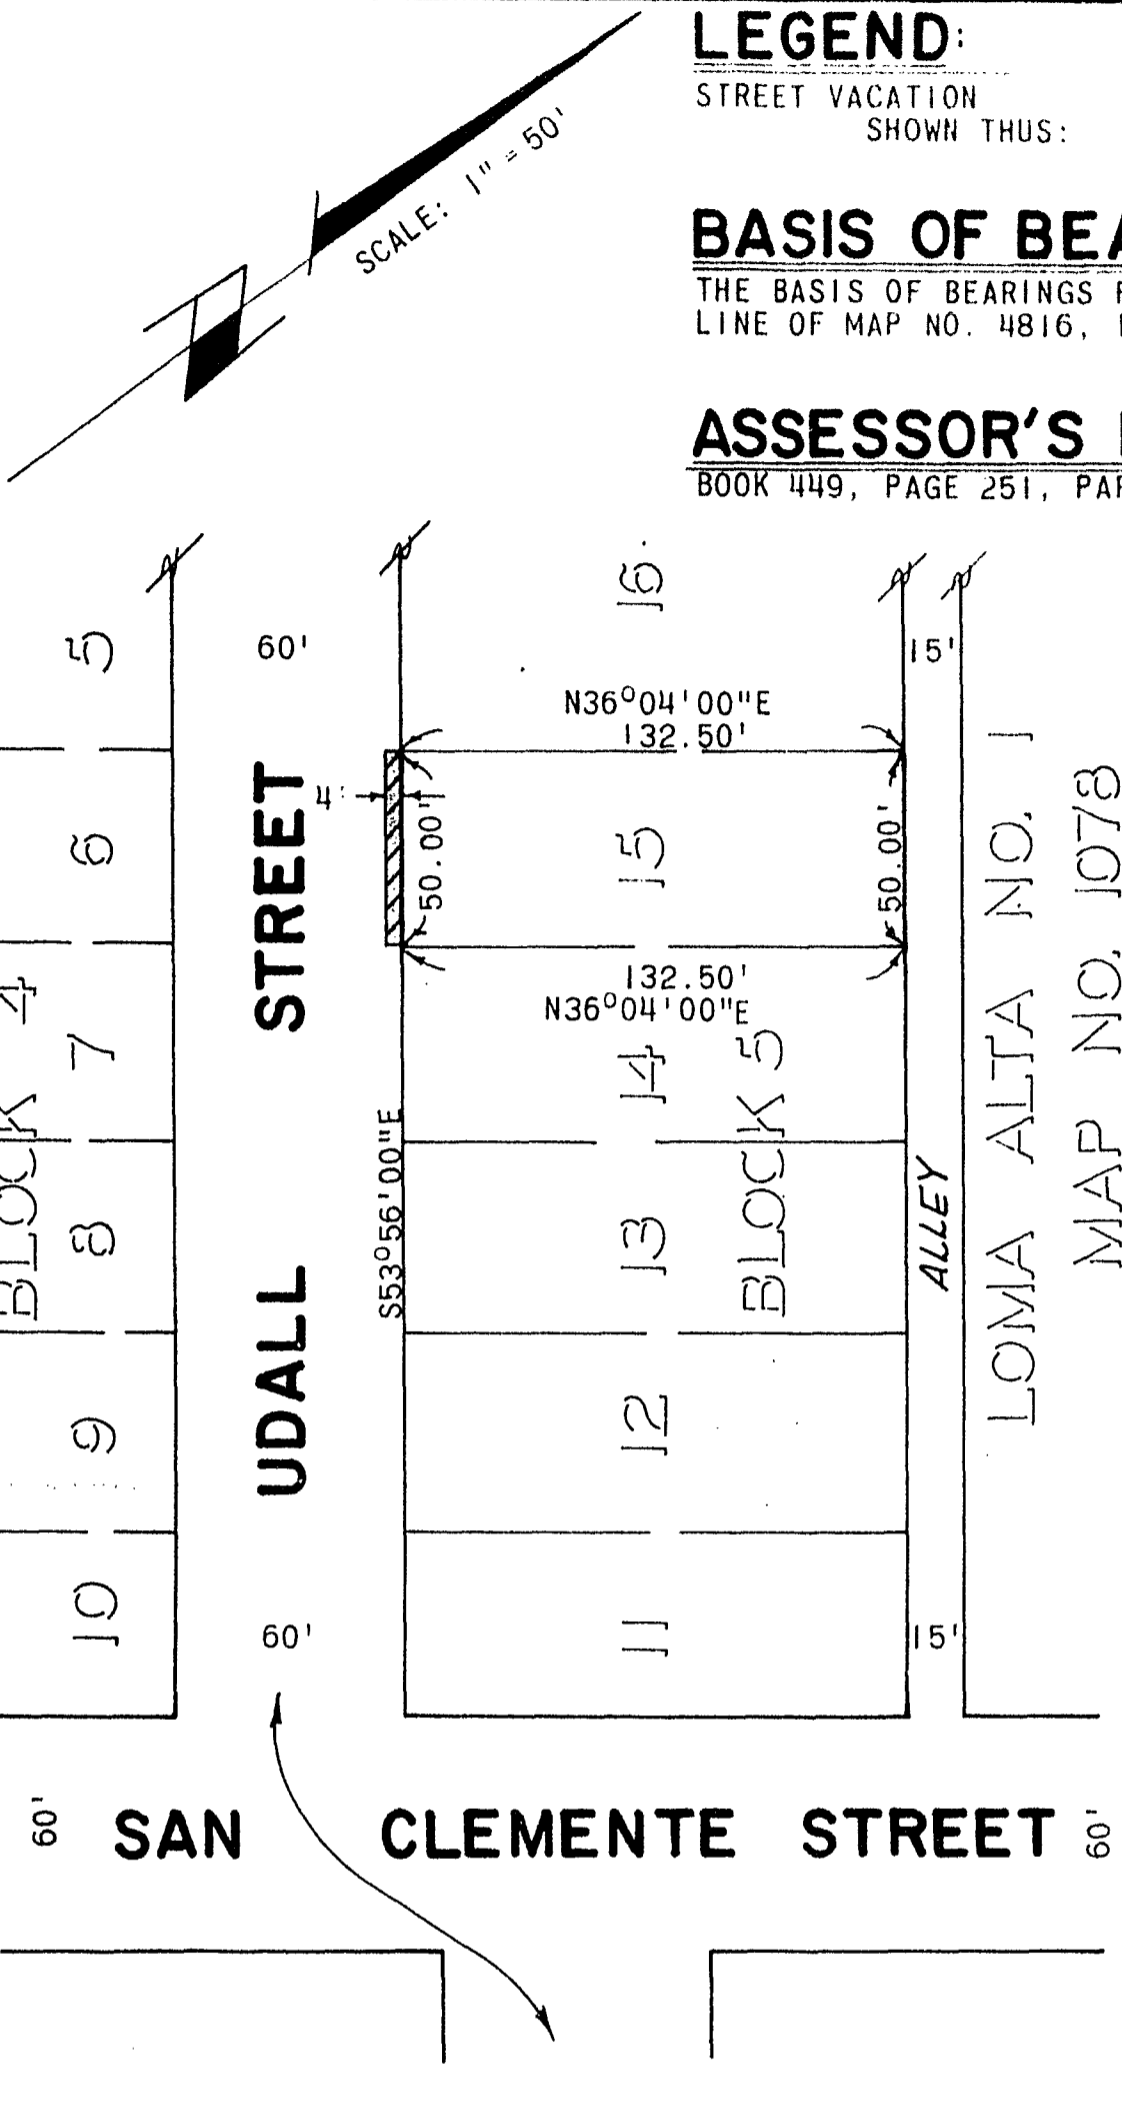 LEGEND:
STREET VACATION
SHOWN THUS:
SCALE: 1" = 50'
BASIS OF
THE BASIS OF BEARINGS
LINE OF MAP NO. 4816,
ASSESSOR'S
BOOK 449, PAGE 251,
16
5
60'
15'
N36°04'00"E
132.50'
4'
50.00'
50.00'
6
15
STREET
132.50'
N36°04'00"E
7
14
BLOCK 4
BLOCK 5
S53°56'00"E
8
13
ALLEY
LOMA ALTA NO. 1
MAP NO. 1078
UDALL
9
12
10
11
60'
15'
60'
SAN CLEMENTE STREET
60'